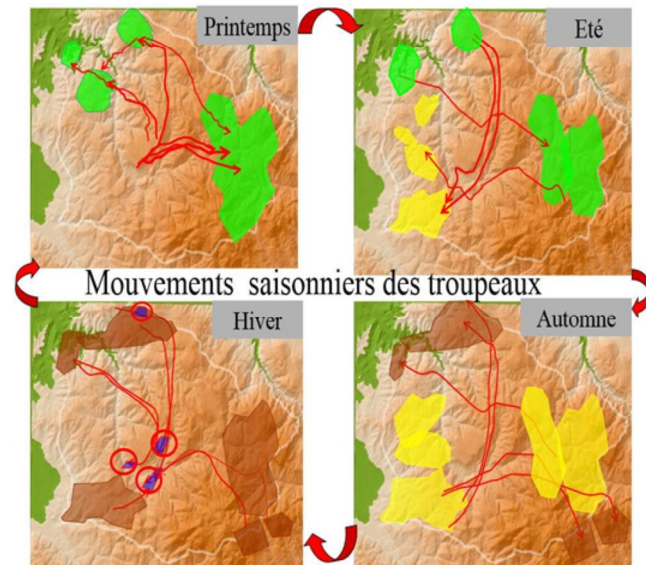 Printemps
Eté
Mouvements saisonniers des troupeaux
Hiver
Automne